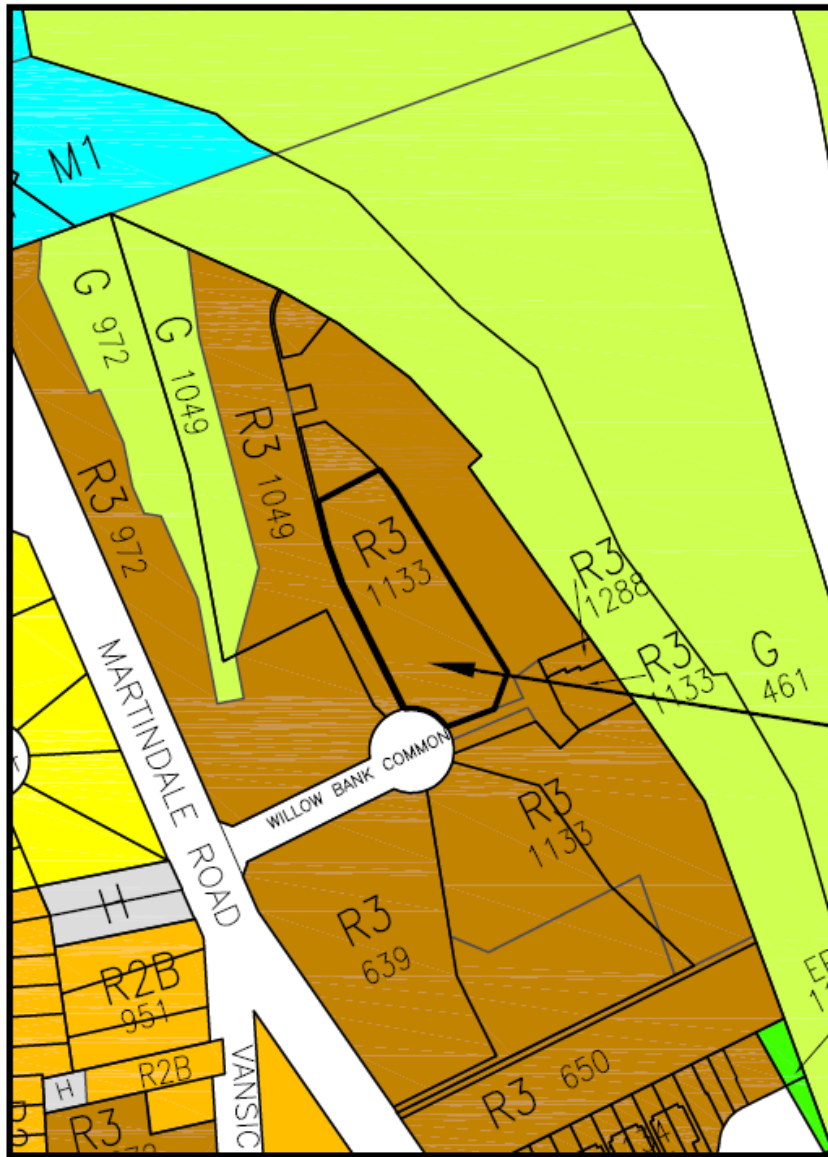 M1
G 972
G 1049
R3 972
R3 1049
R3
1133
R3
1288
R3
1133
G
461
MARTINDALE ROAD
WILLOW BANK COMMON
R3
1133
R3
639
H
R2B
951
R2B
H
R3
VANSIC
R3 650